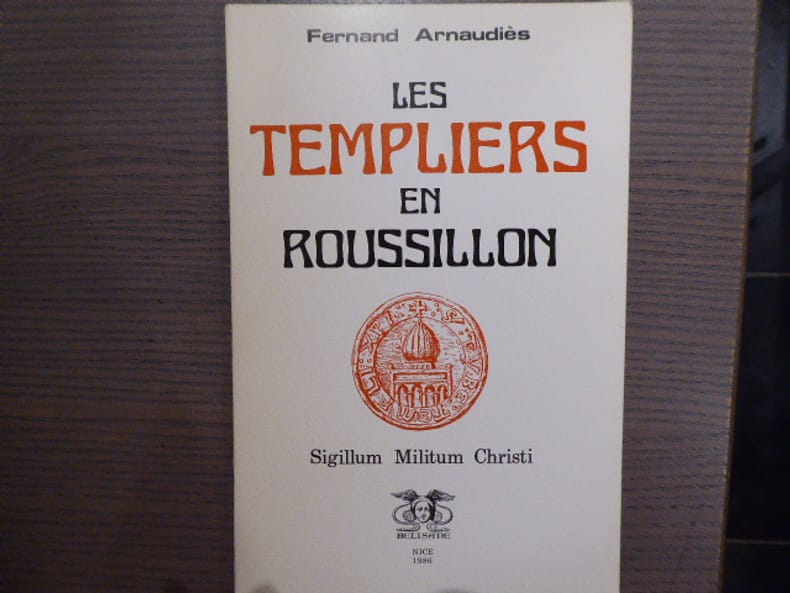 Fernand Arnaudiès
LES
TEMPLIERS
EN
ROUSSILLON
Sigillum Militum Christi
BELISANE
NICE
1986